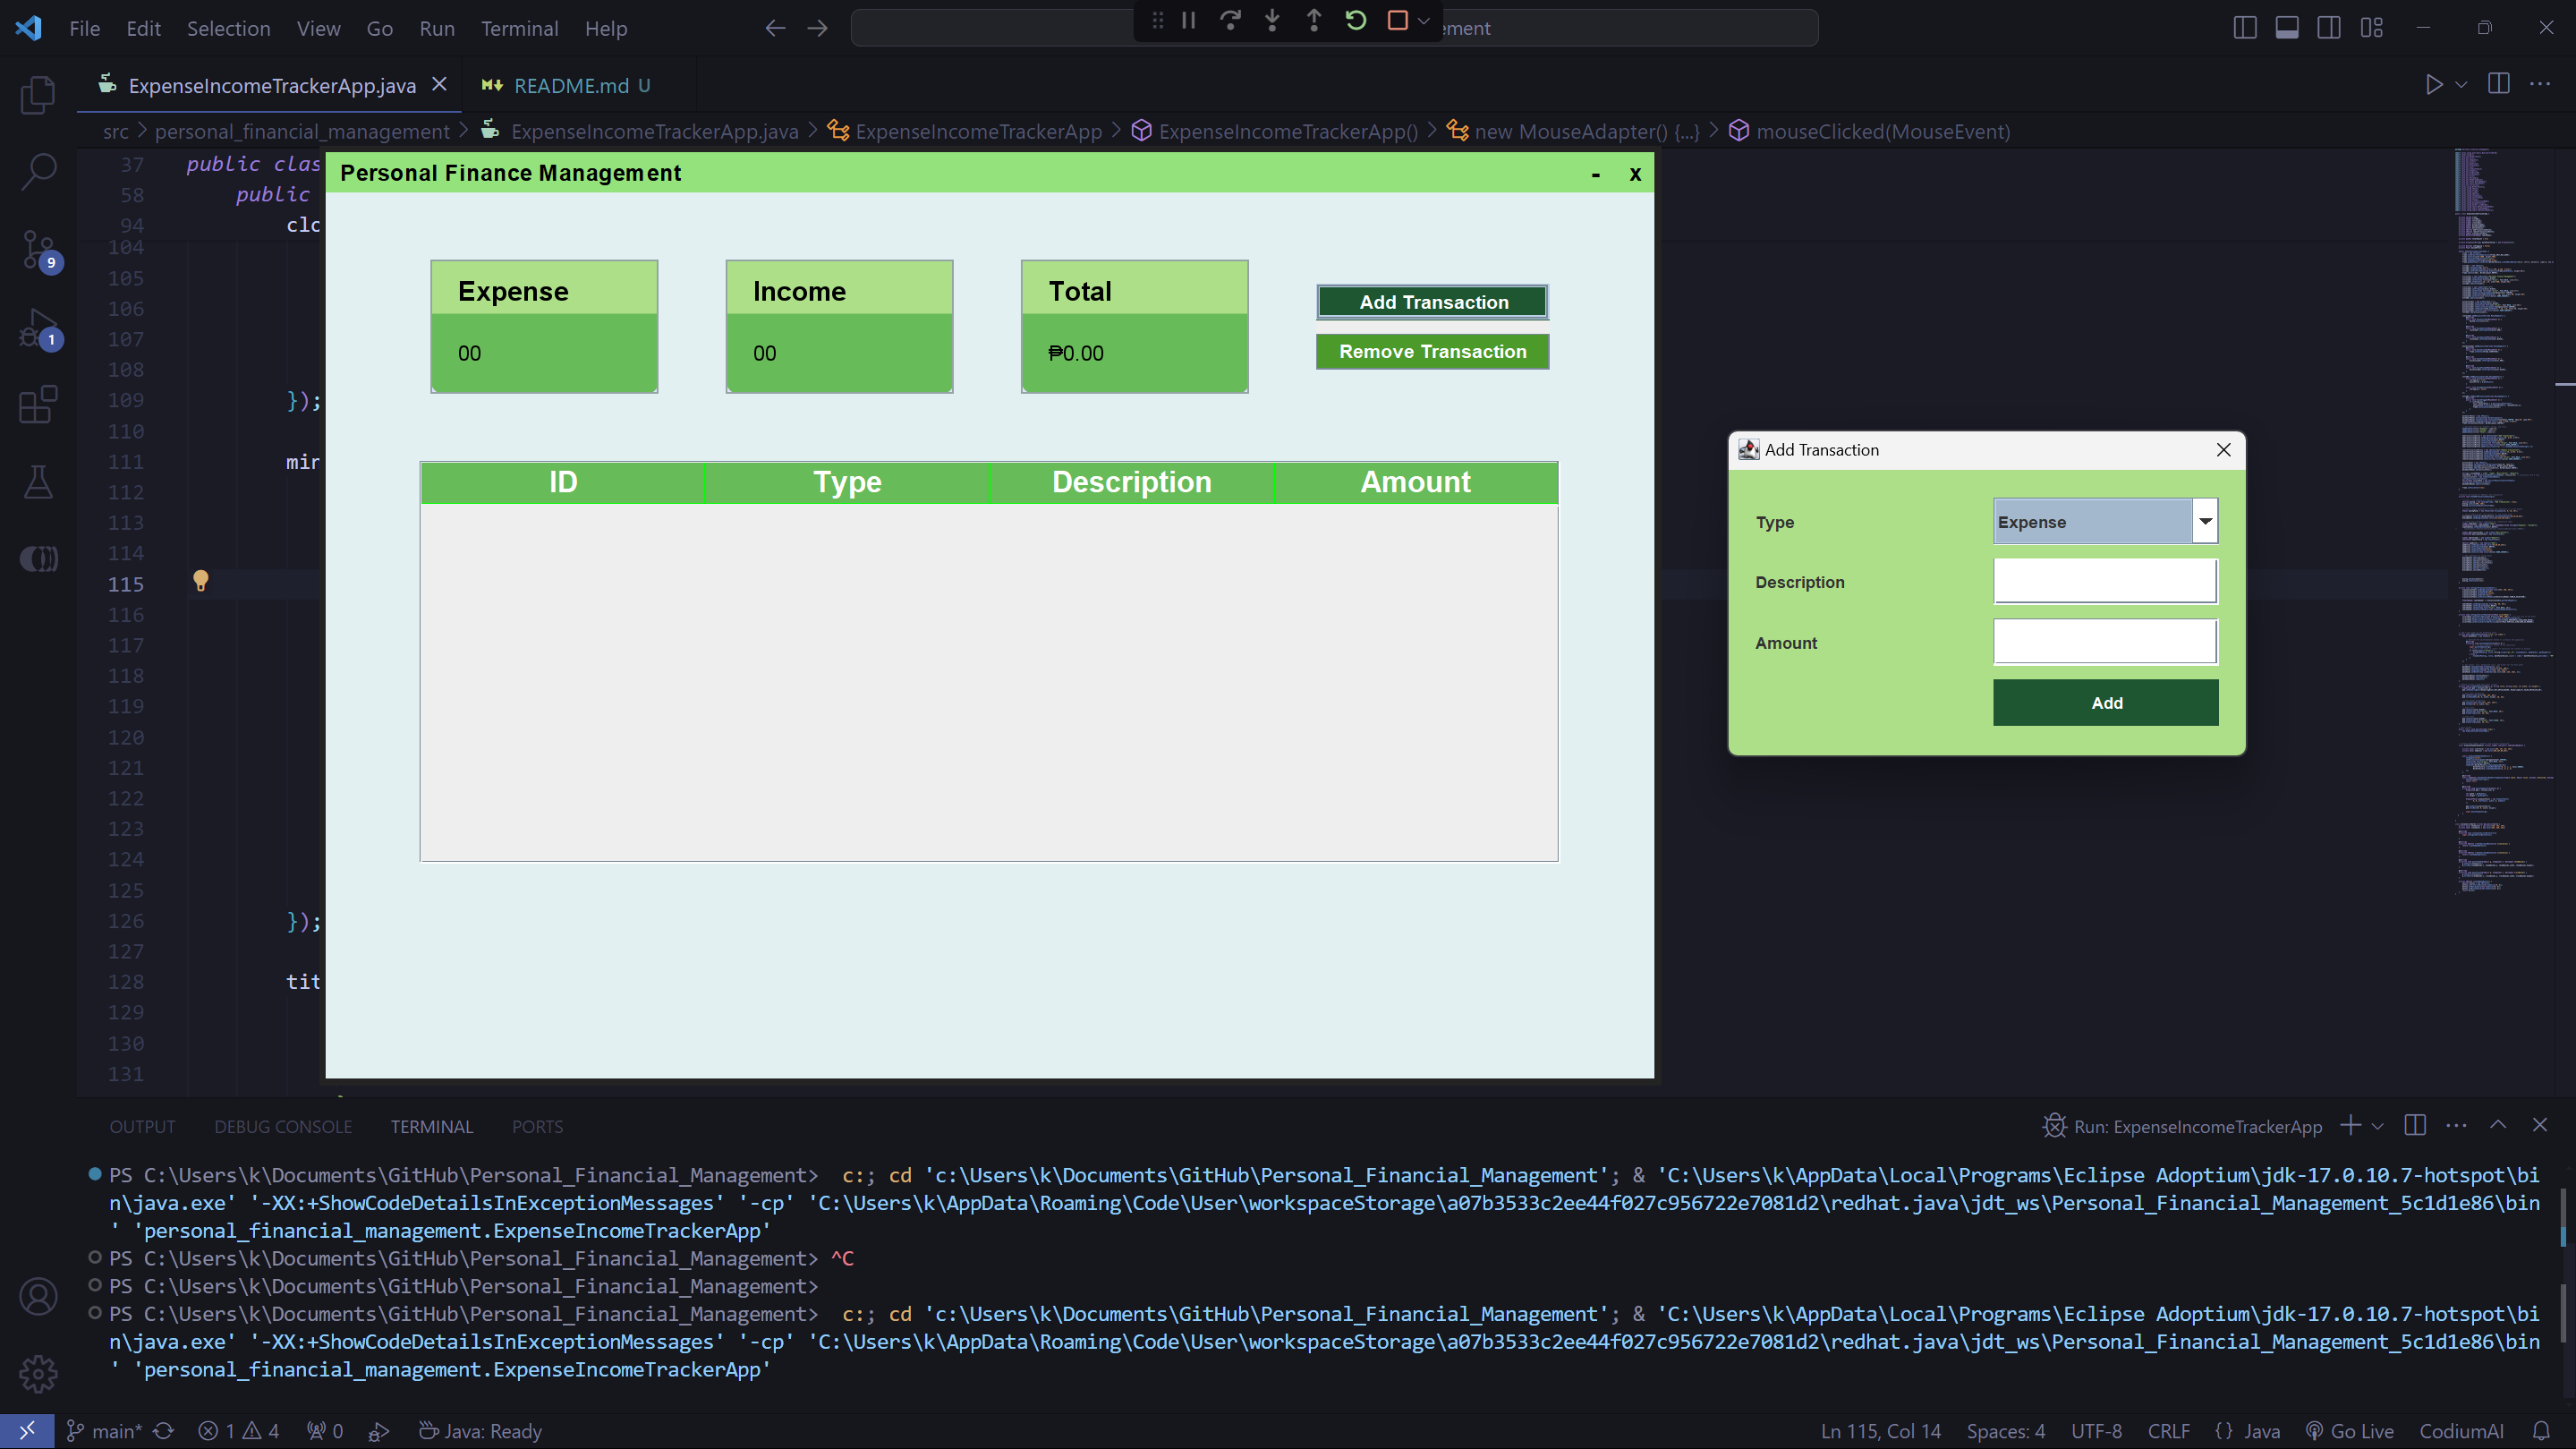 File Edit Selection View Go Run Terminal Help
ement
ExpenseIncomeTrackerApp.java
README.md U
src > personal_financial_management > ExpenseIncomeTrackerApp.java > ExpenseIncomeTrackerApp > ExpenseIncomeTrackerApp() > new MouseAdapter() {...} > mouseClicked(MouseEvent)
37 public clas
58 public
94 clo
104
105
106
107
108
109 });
110
111 min
112
113
114
115
116
117
118
119
120
121
122
123
124
125
126 });
127
128 tit
129
130
131
Personal Finance Management
- x
Expense
00
Income
00
Total
₱0.00
Add Transaction
Remove Transaction
ID Type Description Amount
Add Transaction
Type
Expense
Description
Amount
Add
9
1
OUTPUT DEBUG CONSOLE TERMINAL PORTS
Run: ExpenseIncomeTrackerApp
PS C:\Users\k\Documents\GitHub\Personal_Financial_Management>  c:; cd 'c:\Users\k\Documents\GitHub\Personal_Financial_Management'; & 'C:\Users\k\AppData\Local\Programs\Eclipse Adoptium\jdk-17.0.10.7-hotspot\bi
n\java.exe' '-XX:+ShowCodeDetailsInExceptionMessages' '-cp' 'C:\Users\k\AppData\Roaming\Code\User\workspaceStorage\a07b3533c2ee44f027c956722e7081d2\redhat.java\jdt_ws\Personal_Financial_Management_5c1d1e86\bin
' 'personal_financial_management.ExpenseIncomeTrackerApp'
PS C:\Users\k\Documents\GitHub\Personal_Financial_Management> ^C
PS C:\Users\k\Documents\GitHub\Personal_Financial_Management>
PS C:\Users\k\Documents\GitHub\Personal_Financial_Management>  c:; cd 'c:\Users\k\Documents\GitHub\Personal_Financial_Management'; & 'C:\Users\k\AppData\Local\Programs\Eclipse Adoptium\jdk-17.0.10.7-hotspot\bi
n\java.exe' '-XX:+ShowCodeDetailsInExceptionMessages' '-cp' 'C:\Users\k\AppData\Roaming\Code\User\workspaceStorage\a07b3533c2ee44f027c956722e7081d2\redhat.java\jdt_ws\Personal_Financial_Management_5c1d1e86\bin
' 'personal_financial_management.ExpenseIncomeTrackerApp'
main* 1 4 0 Java: Ready
Ln 115, Col 14 Spaces: 4 UTF-8 CRLF {} Java Go Live CodiumAI